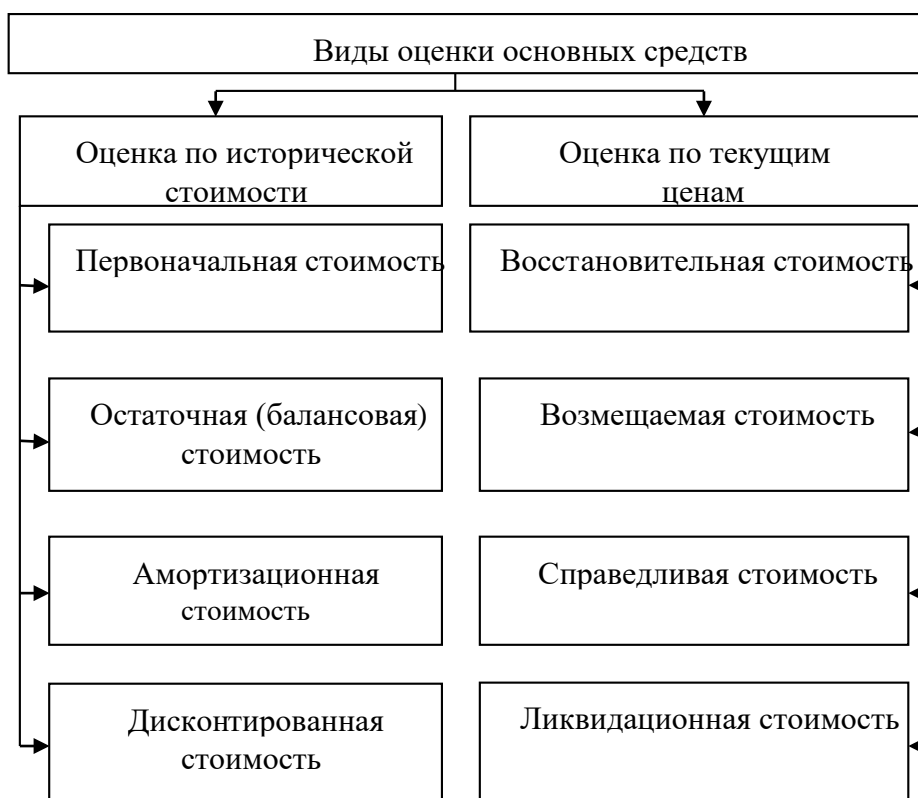 Виды оценки основных средств
Оценка по исторической
стоимости
Оценка по текущим
ценам
Первоначальная стоимость
Восстановительная стоимость
Остаточная (балансовая)
стоимость
Возмещаемая стоимость
Амортизационная
стоимость
Справедливая стоимость
Дисконтированная
стоимость
Ликвидационная стоимость